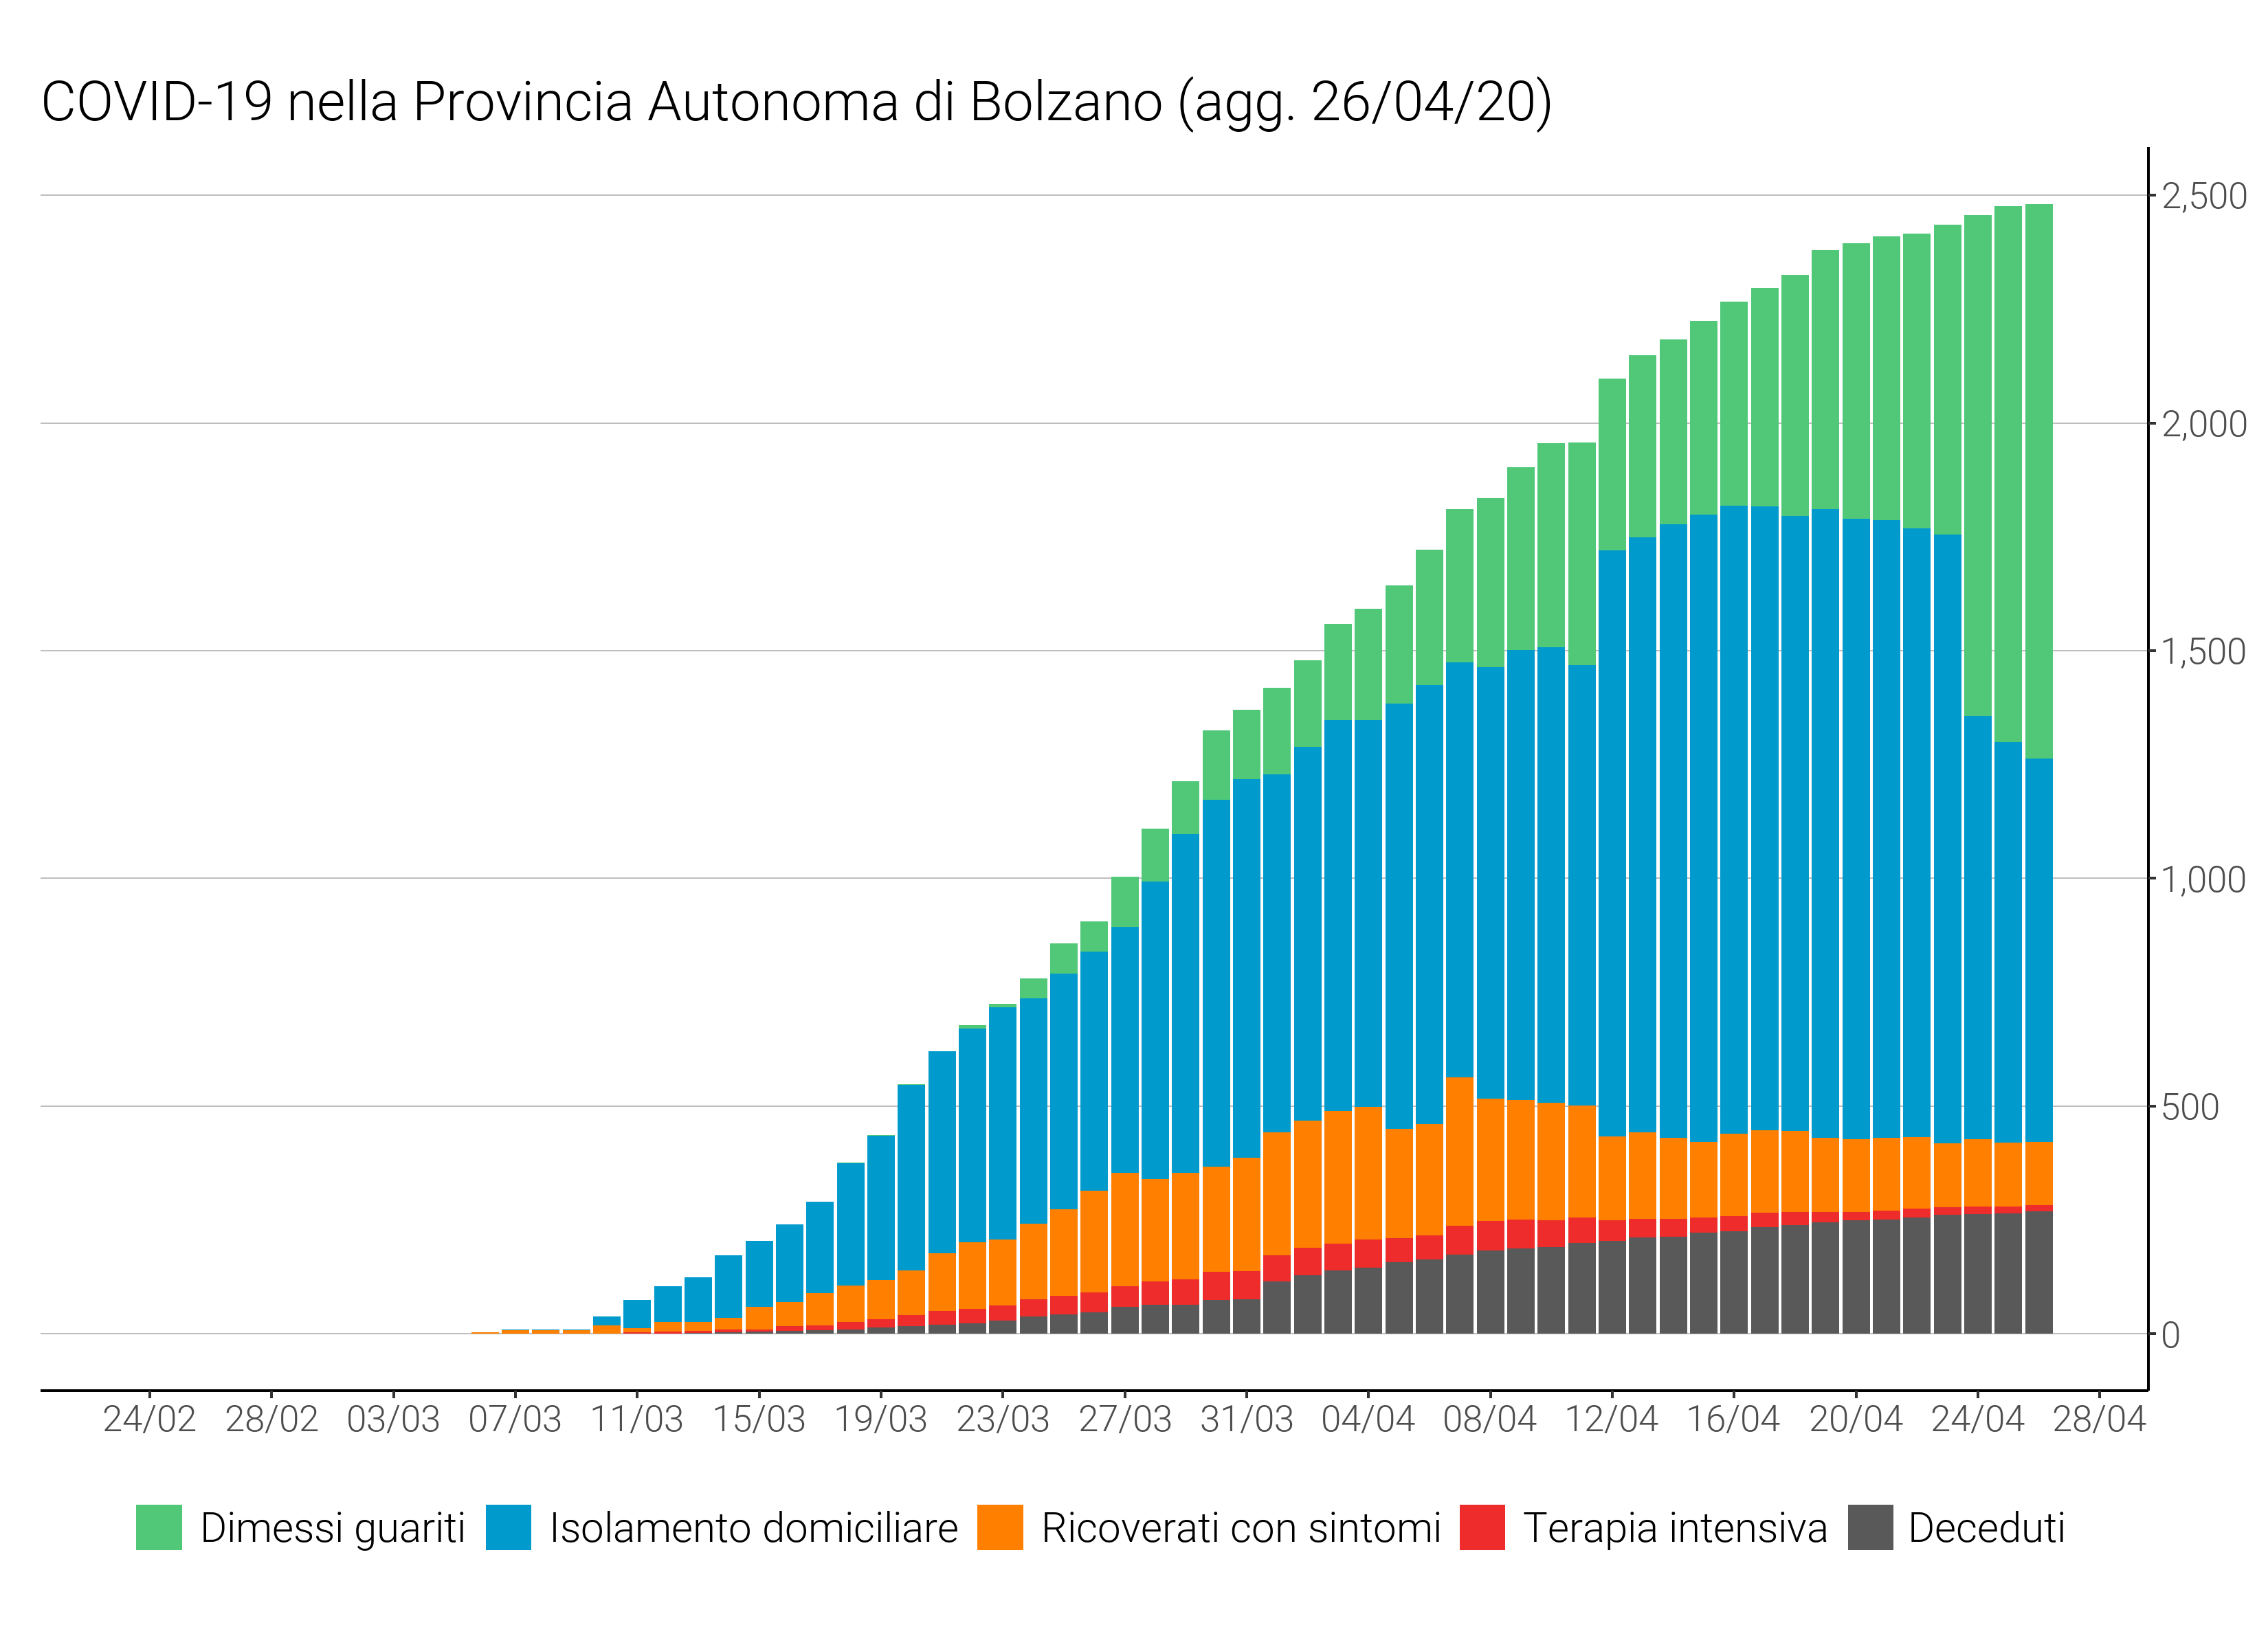 COVID-19 nella Provincia Autonoma di Bolzano (agg. 26/04/20)
2,500
2,000
1,500
1,000
500
0
24/02 28/02 03/03 07/03 11/03 15/03 19/03 23/03 27/03 31/03 04/04 08/04 12/04 16/04 20/04 24/04 28/04
Dimessi guariti Isolamento domiciliare Ricoverati con sintomi Terapia intensiva Deceduti